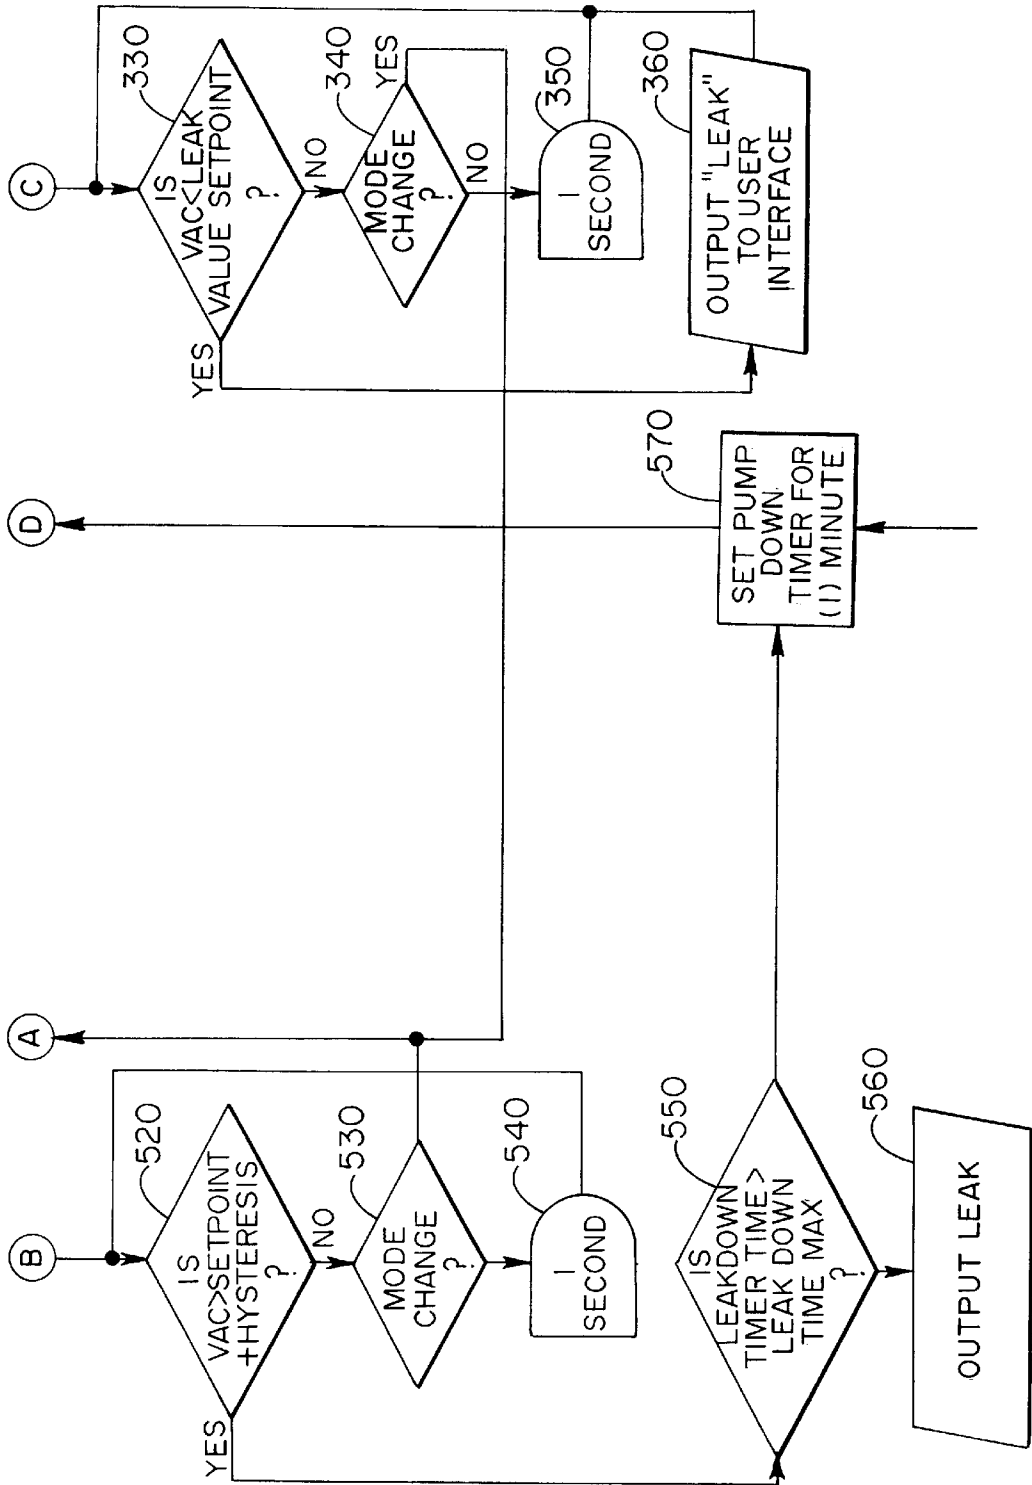 B
IS
VAC>SETPOINT
+HYSTERESIS
?
520
YES
NO
MODE
CHANGE
?
530
1
SECOND
540
IS
LEAKDOWN
TIMER TIME>
LEAK DOWN
TIME MAX
?
550
OUTPUT LEAK
560
A
D
SET PUMP
DOWN
TIMER FOR
(1) MINUTE
570
C
IS
VAC<LEAK
VALUE SETPOINT
?
330
YES
NO
MODE
CHANGE
?
340
YES
NO
1
SECOND
350
OUTPUT "LEAK"
TO USER
INTERFACE
360